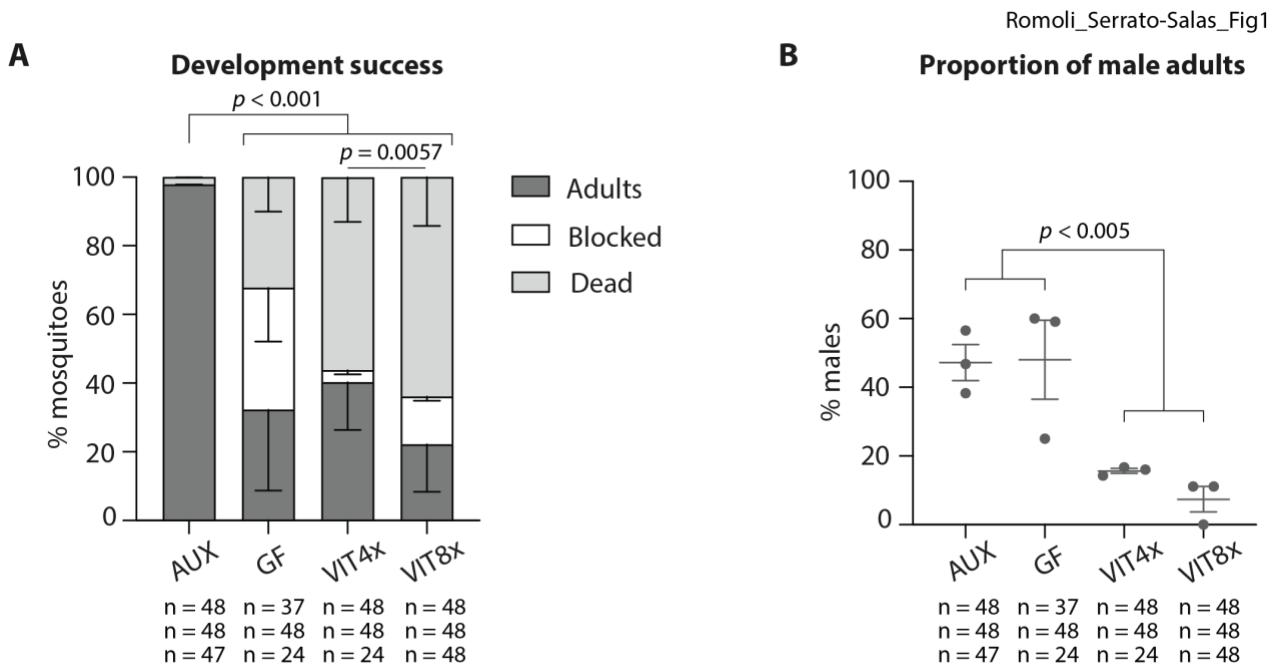 Romoli_Serrato-Salas_Fig1
A
Development success
p < 0.001
p = 0.0057
100
80
60
40
20
0
% mosquitoes
Adults
Blocked
Dead
AUX GF VIT4x VIT8x
n = 48 n = 37 n = 48 n = 48
n = 48 n = 48 n = 48 n = 48
n = 47 n = 24 n = 24 n = 48
B
Proportion of male adults
p < 0.005
100
80
60
40
20
0
% males
AUX GF VIT4x VIT8x
n = 48 n = 37 n = 48 n = 48
n = 48 n = 48 n = 48 n = 48
n = 47 n = 24 n = 24 n = 48